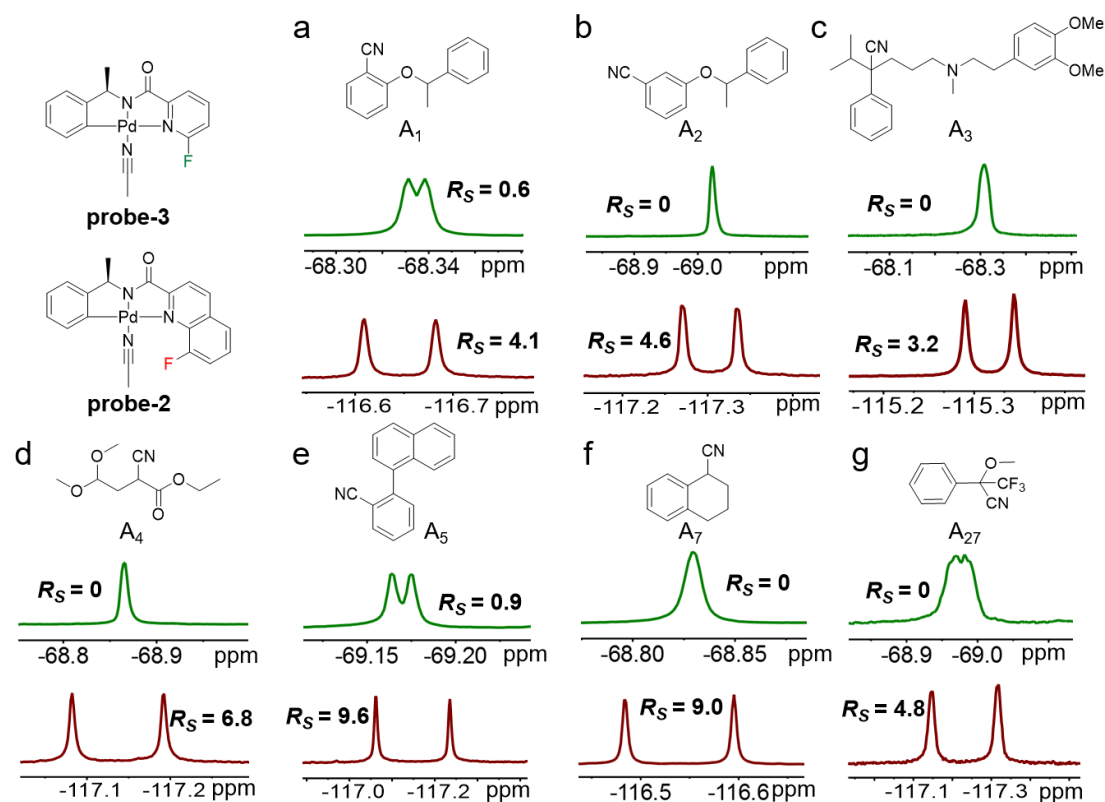 a
CN
O
A1
b
NC
O
A2
c
CN
N
OMe
OMe
A3
O
N
Pd
N
N
F
probe-3
RS = 0.6
-68.30 -68.34 ppm
RS = 0
-68.9 -69.0 ppm
RS = 0
-68.1 -68.3 ppm
O
N
Pd
N
N
F
probe-2
RS = 4.1
-116.6 -116.7 ppm
RS = 4.6
-117.2 -117.3 ppm
RS = 3.2
-115.2 -115.3 ppm
d
O
CN
O
O
O
A4
e
NC
A5
f
CN
A7
g
O
CF3
CN
A27
RS = 0
-68.8 -68.9 ppm
RS = 0.9
-69.15 -69.20 ppm
RS = 0
-68.80 -68.85 ppm
RS = 0
-68.9 -69.0 ppm
RS = 6.8
-117.1 -117.2 ppm
RS = 9.6
-117.0 -117.2 ppm
RS = 9.0
-116.5 -116.6 ppm
RS = 4.8
-117.1 -117.3 ppm